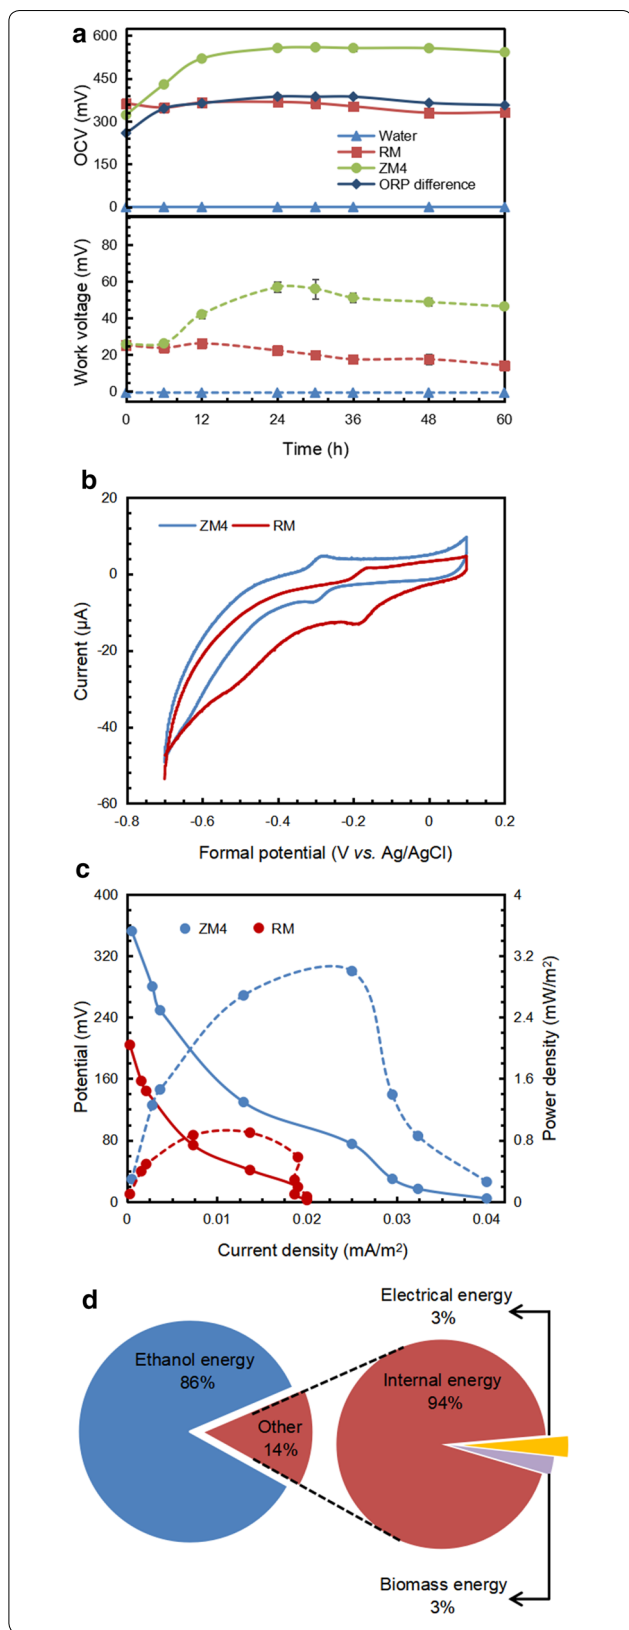 a
600
450
300
150
0
OCV (mV)
Water
RM
ZM4
ORP difference
80
60
40
20
0
Work voltage (mV)
0 12 24 36 48 60
Time (h)
b
20
0
-20
-40
-60
Current (µA)
ZM4 RM
-0.8 -0.6 -0.4 -0.2 0 0.2
Formal potential (V vs. Ag/AgCl)
c
400
320
240
160
80
0
Potential (mV)
ZM4 RM
4
3.2
2.4
1.6
0.8
0
Power density (mW/m²)
0 0.01 0.02 0.03 0.04
Current density (mA/m²)
d
Electrical energy
3%
Ethanol energy
86%
Other
14%
Internal energy
94%
Biomass energy
3%